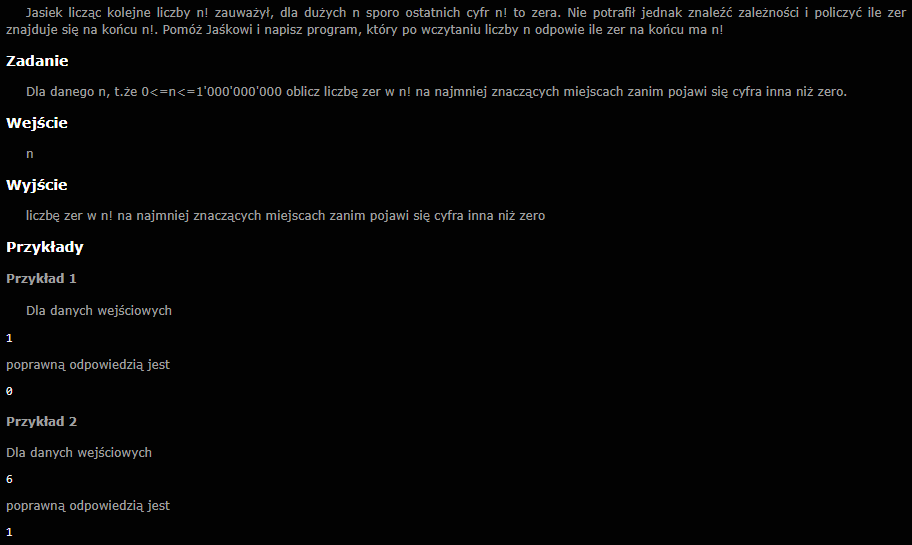 Jasiek licząc kolejne liczby n! zauważył, dla dużych n sporo ostatnich cyfr n! to zera. Nie potrafił jednak znaleźć zależności i policzyć ile zer
znajduje się na końcu n!. Pomóż Jaśkowi i napisz program, który po wczytaniu liczby n odpowie ile zer na końcu ma n!
Zadanie
Dla danego n, t.że 0<=n<=1'000'000'000 oblicz liczbę zer w n! na najmniej znaczących miejscach zanim pojawi się cyfra inna niż zero.
Wejście
n
Wyjście
liczbę zer w n! na najmniej znaczących miejscach zanim pojawi się cyfra inna niż zero
Przykłady
Przykład 1
Dla danych wejściowych
1
poprawną odpowiedzią jest
0
Przykład 2
Dla danych wejściowych
6
poprawną odpowiedzią jest
1